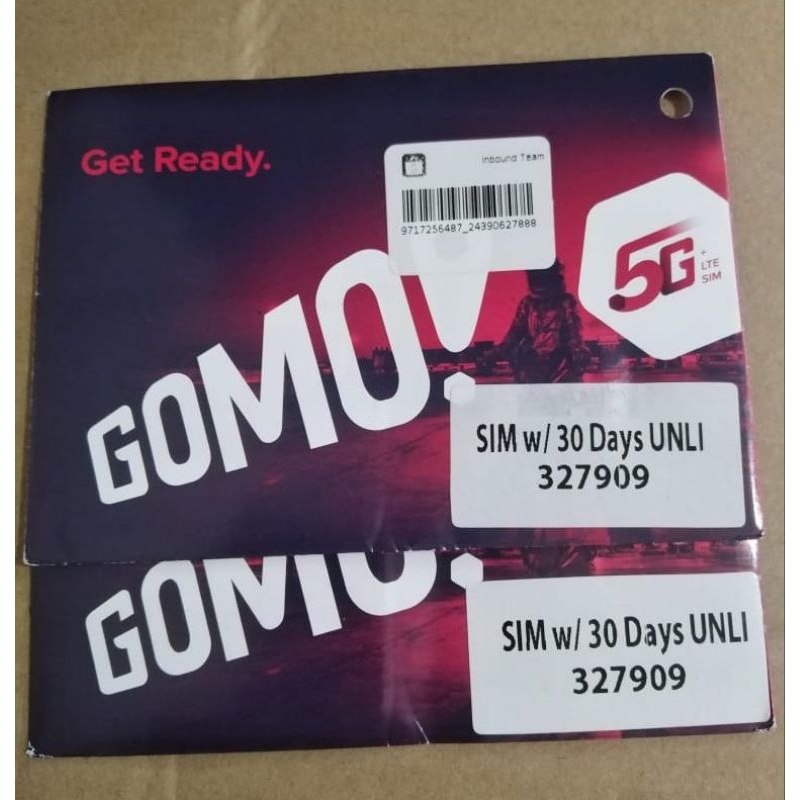 Get Ready.
Inbound Team
9717256487_24390627888
GOMO!
5G
+
LTE
SIM
SIM w/ 30 Days UNLI
327909
GOMO!
SIM w/ 30 Days UNLI
327909